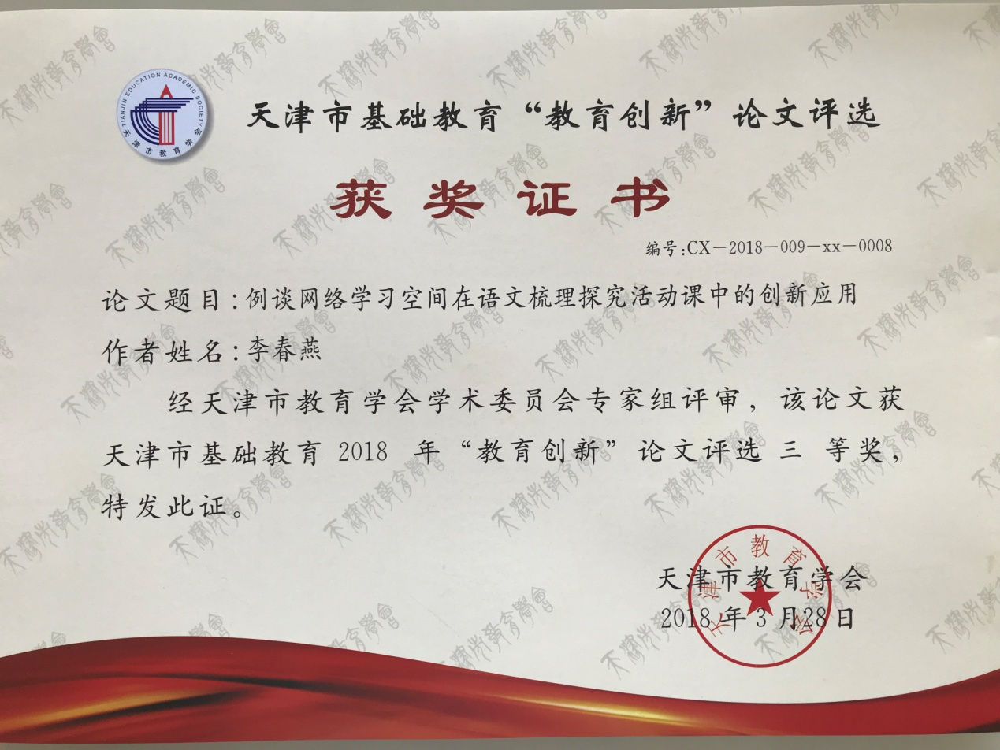 TIANJIN EDUCATION ACADEMIC SOCIETY
天津市教育学会
天津市基础教育“教育创新”论文评选
获奖证书
编号:CX－2018－009－xx－0008
论文题目:例谈网络学习空间在语文梳理探究活动课中的创新应用
作者姓名:李春燕
经天津市教育学会学术委员会专家组评审，该论文获
天津市基础教育 2018 年“教育创新”论文评选 三 等奖，
特发此证。
天津市教育学会
天津市教育学会
2018 年 3 月28 日